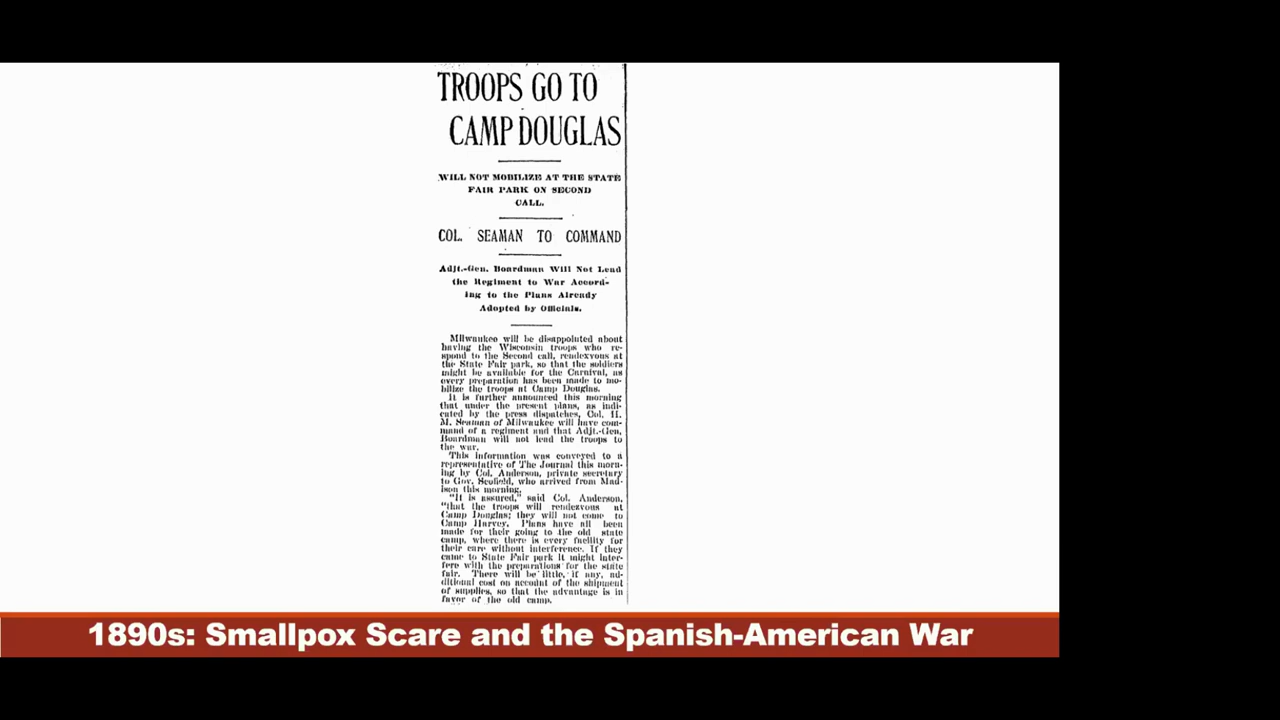 TROOPS GO TO
CAMP DOUGLAS
WILL NOT MOBILIZE AT THE STATE
FAIR PARK ON SECOND
CALL.
COL. SEAMAN TO COMMAND
Adjt.-Gen. Boardman Will Not Lead
the Regiment to War Accord-
ing to the Plans Already
Adopted by Officials.
Milwaukee will be disappointed about
having the Wisconsin troops who re-
spond to the Second call, rendezvous at
the State Fair park, so that the soldiers
might be available for the Carnival, as
every preparation has been made to mo-
bilize the troops at Camp Douglas.
It is further announced this morning
that under the present plans, as indi-
cated by the press dispatches, Col. H.
M. Seaman of Milwaukee will have com-
mand of a regiment and that Adjt.-Gen.
Boardman will not lead the troops to
the war.
This information was conveyed to a
representative of The Journal this morn-
ing by Col. Anderson, private secretary
to Gov. Scofield, who arrived from Mad-
ison this morning.
"It is assured," said Col. Anderson,
"that the troops will rendezvous at
Camp Douglas; they will not come to
Camp Harvey. Plans have all been
made for their going to the old state
camp, where there is every facility for
their care without interference. If they
came to State Fair park it might inter-
fere with the preparations for the state
fair. There will be little, if any, ad-
ditional cost on account of the shipment
of supplies, so that the advantage is in
favor of the old camp.
1890s: Smallpox Scare and the Spanish-American War